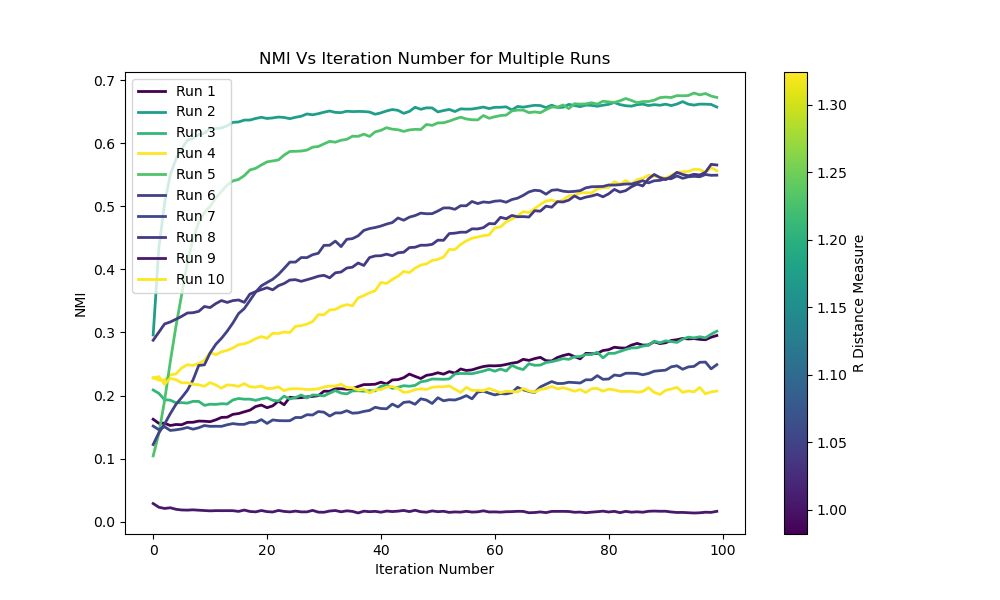 NMI Vs Iteration Number for Multiple Runs
0.7
0.6
0.5
0.4
0.3
0.2
0.1
0.0
NMI
Run 1
Run 2
Run 3
Run 4
Run 5
Run 6
Run 7
Run 8
Run 9
Run 10
0 20 40 60 80 100
Iteration Number
1.30
1.25
1.20
1.15
1.10
1.05
1.00
R Distance Measure